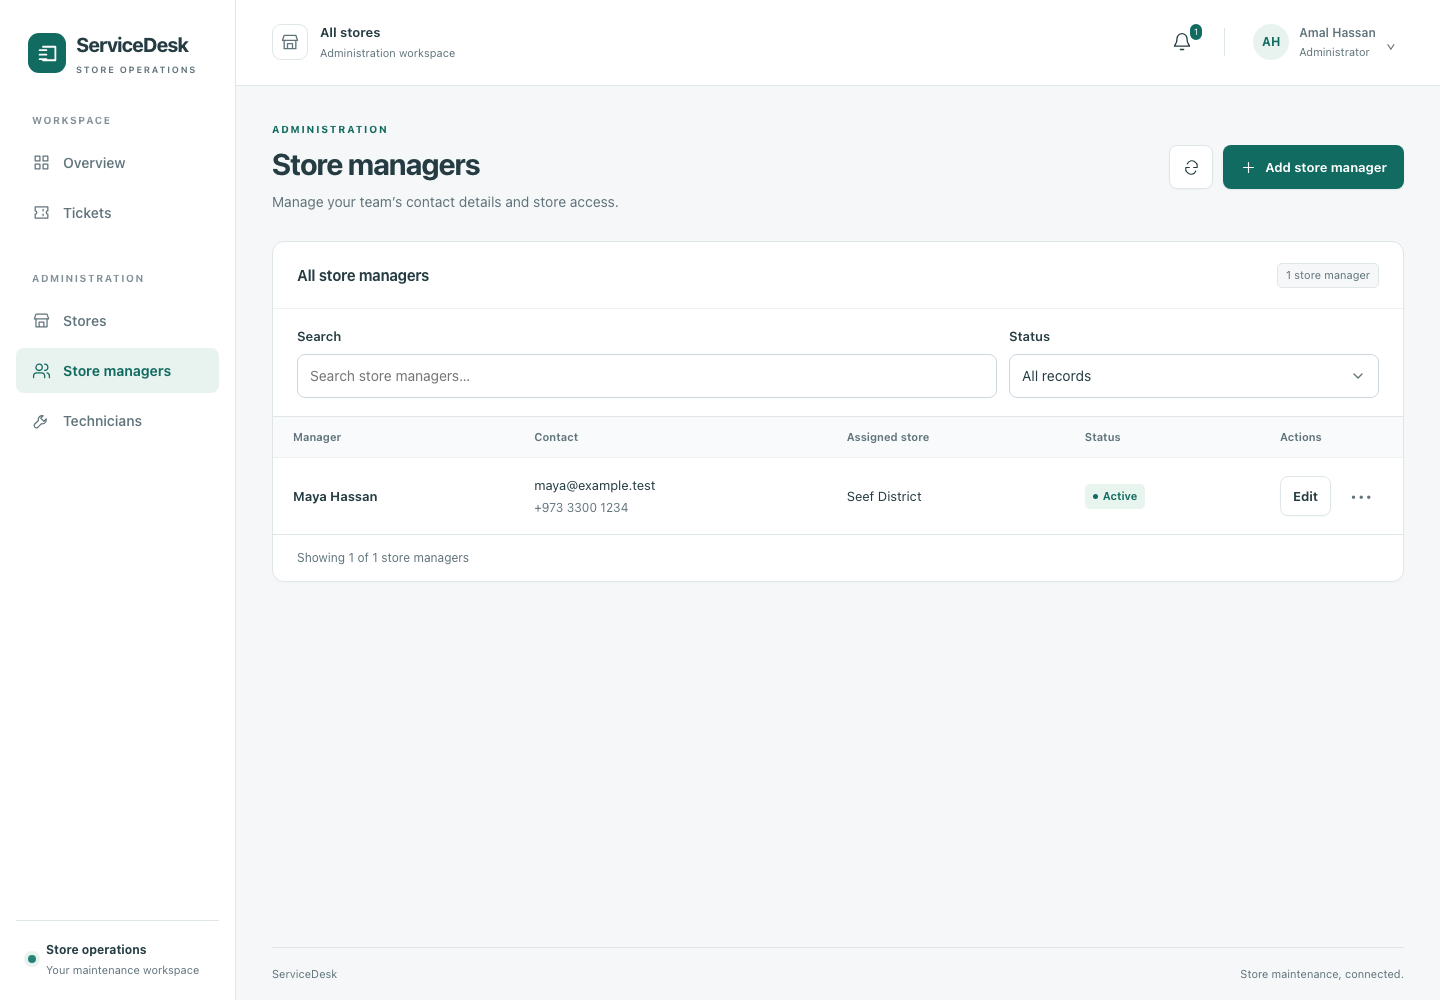 ServiceDesk
STORE OPERATIONS
WORKSPACE
Overview
Tickets
ADMINISTRATION
Stores
Store managers
Technicians
Store operations
Your maintenance workspace
All stores
Administration workspace
1
AH
Amal Hassan
Administrator
ADMINISTRATION
Store managers
Manage your team's contact details and store access.
Add store manager
All store managers
1 store manager
Search
Status
Search store managers...
All records
Manager Contact Assigned store Status Actions
Maya Hassan
maya@example.test
+973 3300 1234
Seef District
Active
Edit
Showing 1 of 1 store managers
ServiceDesk
Store maintenance, connected.